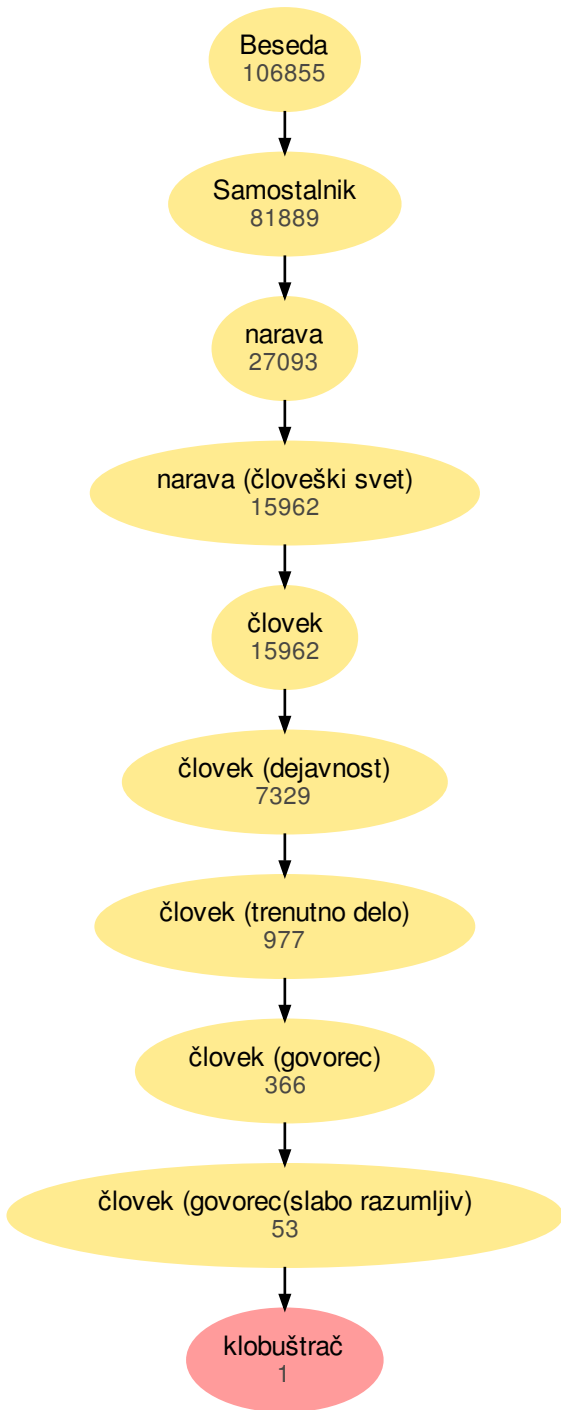 Beseda
106855
Samostalnik
81889
narava
27093
narava (človeški svet)
15962
človek
15962
človek (dejavnost)
7329
človek (trenutno delo)
977
človek (govorec)
366
človek (govorec(slabo razumljiv)
53
klobuštrač
1